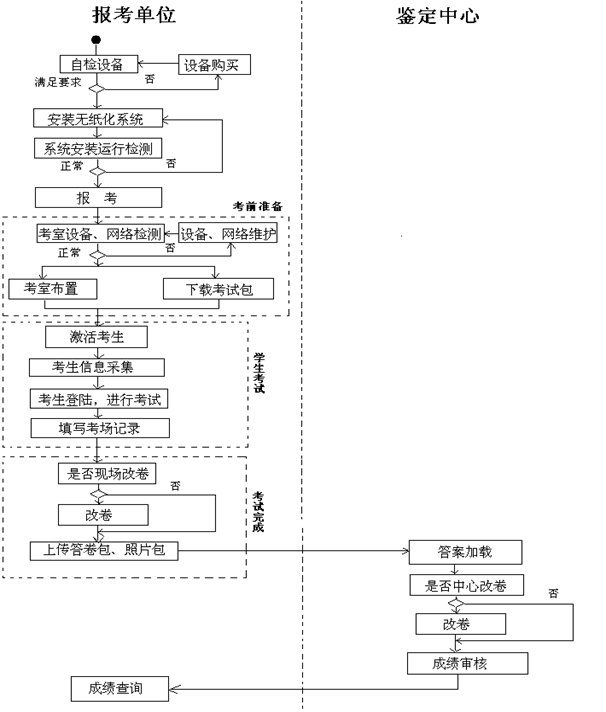 报考单位
鉴定中心
自检设备
设备购买
满足要求
否
安装无纸化系统
系统安装运行检测
正常
否
报 考
考前准备
考室设备、网络检测
设备、网络维护
正常
否
考室布置
下载考试包
激活考生
考生信息采集
学生考试
考生登陆，进行考试
填写考场记录
是否现场改卷
否
改卷
考试完成
上传答卷包、照片包
答案加载
是否中心改卷
否
改卷
成绩审核
成绩查询